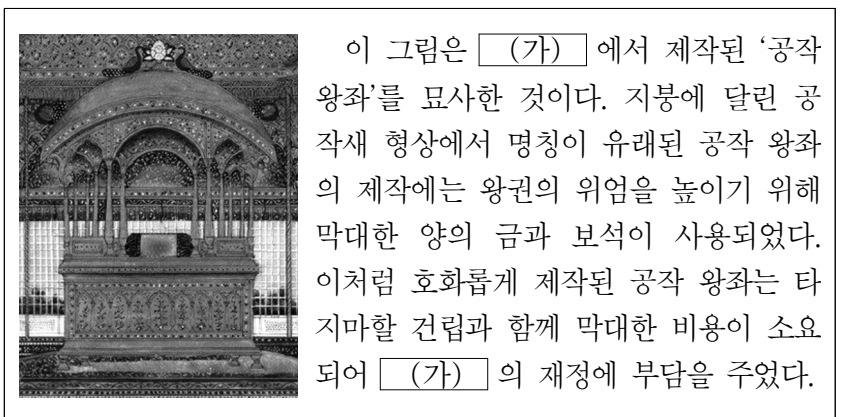 이 그림은 (가) 에서 제작된 ‘공작
왕좌’를 묘사한 것이다. 지붕에 달린 공
작새 형상에서 명칭이 유래된 공작 왕좌
의 제작에는 왕권의 위엄을 높이기 위해
막대한 양의 금과 보석이 사용되었다.
이처럼 호화롭게 제작된 공작 왕좌는 타
지마할 건립과 함께 막대한 비용이 소요
되어 (가) 의 재정에 부담을 주었다.